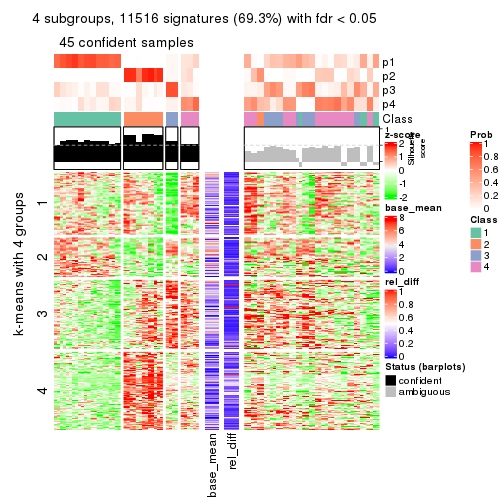 4 subgroups, 11516 signatures (69.3%) with fdr < 0.05
45 confident samples
p1
p2
p3
p4
Class
1
Silhouette
score
k-means with 4 groups
1
2
3
4
base_mean
rel_diff
z-score
2
1
0
-1
-2
base_mean
8
6
4
2
0
rel_diff
1
0.8
0.6
0.4
0.2
0
Status (barplots)
confident
ambiguous
Prob
1
0.8
0.6
0.4
0.2
0
Class
1
2
3
4